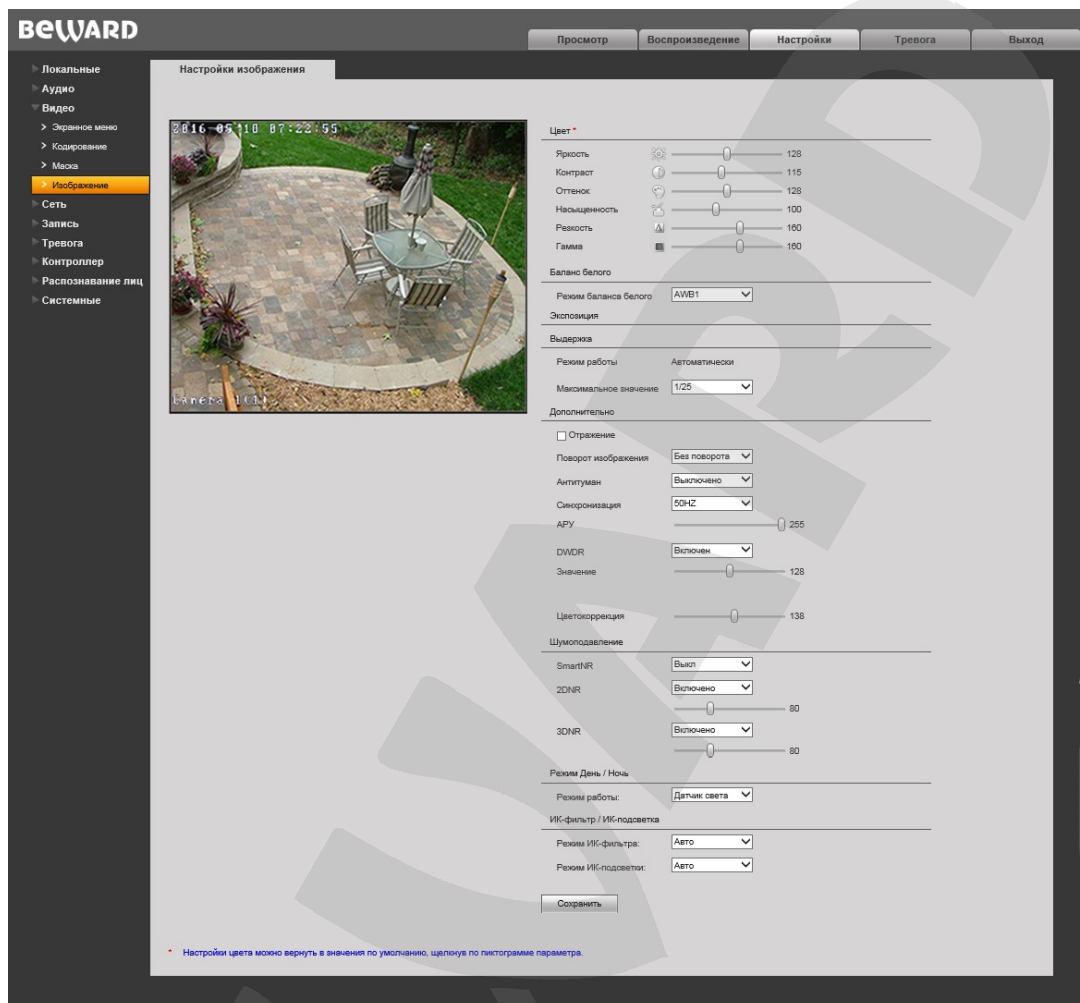 BEWARD
Просмотр Воспроизведение Настройки Тревога Выход
Локальные
Аудио
Видео
Экранное меню
Кодирование
Маска
Изображение
Сеть
Запись
Тревога
Контроллер
Распознавание лиц
Системные
Настройки изображения
2016-05-10 07:22:55
Camera 1(1)
Цвет *
Яркость 128
Контраст 115
Оттенок 128
Насыщенность 100
Резкость 160
Гамма 160
Баланс белого
Режим баланса белого AWB1
Экспозиция
Выдержка
Режим работы Автоматически
Максимальное значение 1/25
Дополнительно
Отражение
Поворот изображения Без поворота
Антитуман Выключено
Синхронизация 50HZ
АРУ 255
DWDR Включен
Значение 128
Цветокоррекция 138
Шумоподавление
SmartNR Выкл
2DNR Включено
80
3DNR Включено
80
Режим День / Ночь
Режим работы: Датчик света
ИК-фильтр / ИК-подсветка
Режим ИК-фильтра: Авто
Режим ИК-подсветки: Авто
Сохранить
* Настройки цвета можно вернуть в значения по умолчанию, щелкнув по пиктограмме параметра.